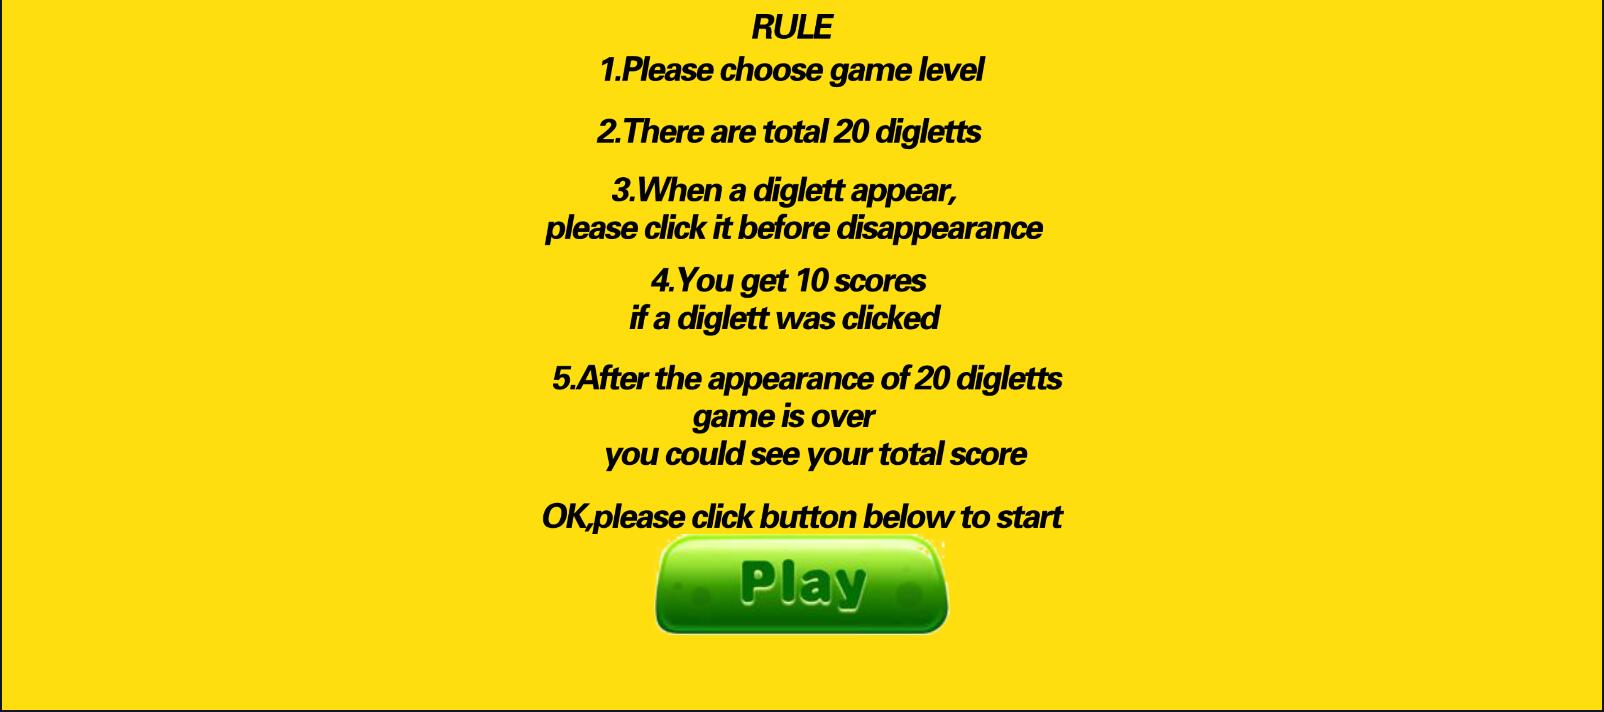 RULE
1.Please choose game level
2.There are total 20 digletts
3.When a diglett appear,
please click it before disappearance
4.You get 10 scores
if a diglett was clicked
5.After the appearance of 20 digletts
game is over
you could see your total score
OK,please click button below to start
Play